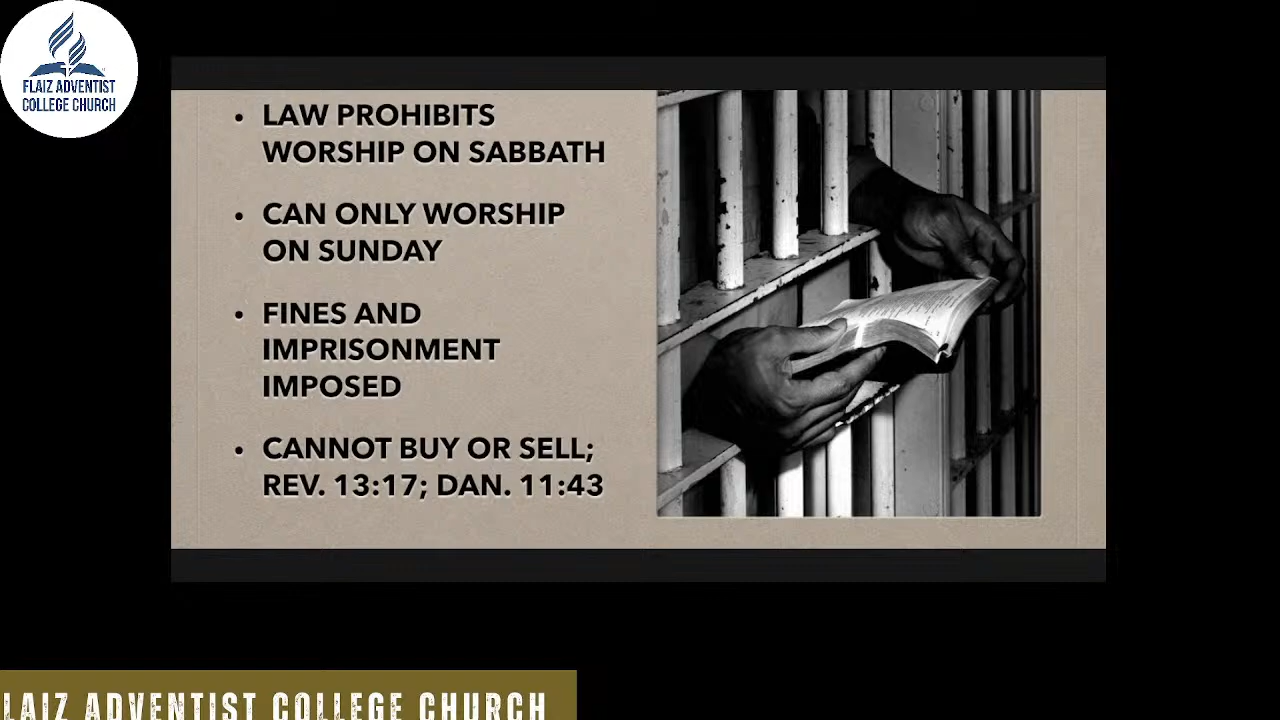 FLAIZ ADVENTIST
COLLEGE CHURCH
• LAW PROHIBITS
WORSHIP ON SABBATH
• CAN ONLY WORSHIP
ON SUNDAY
• FINES AND
IMPRISONMENT
IMPOSED
• CANNOT BUY OR SELL;
REV. 13:17; DAN. 11:43
LAIZ ADVENTIST COLLEGE CHURCH